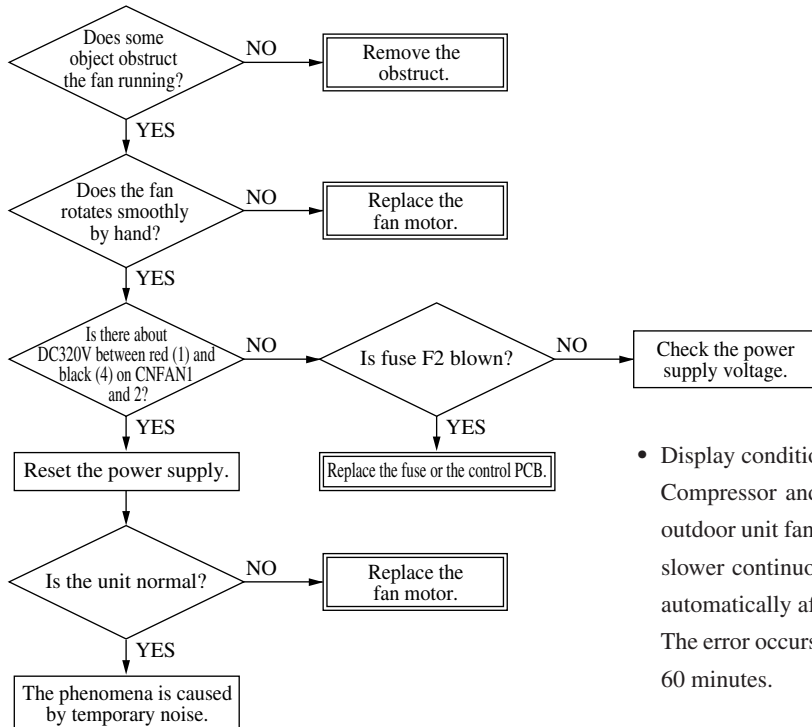 Does some
object obstruct
the fan running?
NO
Remove the
obstruct.
YES
Does the fan
rotates smoothly
by hand?
NO
Replace the
fan motor.
YES
Is there about
DC320V between red (1) and
black (4) on CNFAN1
and 2?
NO
Is fuse F2 blown?
NO
Check the power
supply voltage.
YES
YES
Reset the power supply.
Replace the fuse or the control PCB.
Is the unit normal?
NO
Replace the
fan motor.
YES
The phenomena is caused
by temporary noise.
• Display conditio
Compressor and
outdoor unit fan
slower continuo
automatically af
The error occurs
60 minutes.